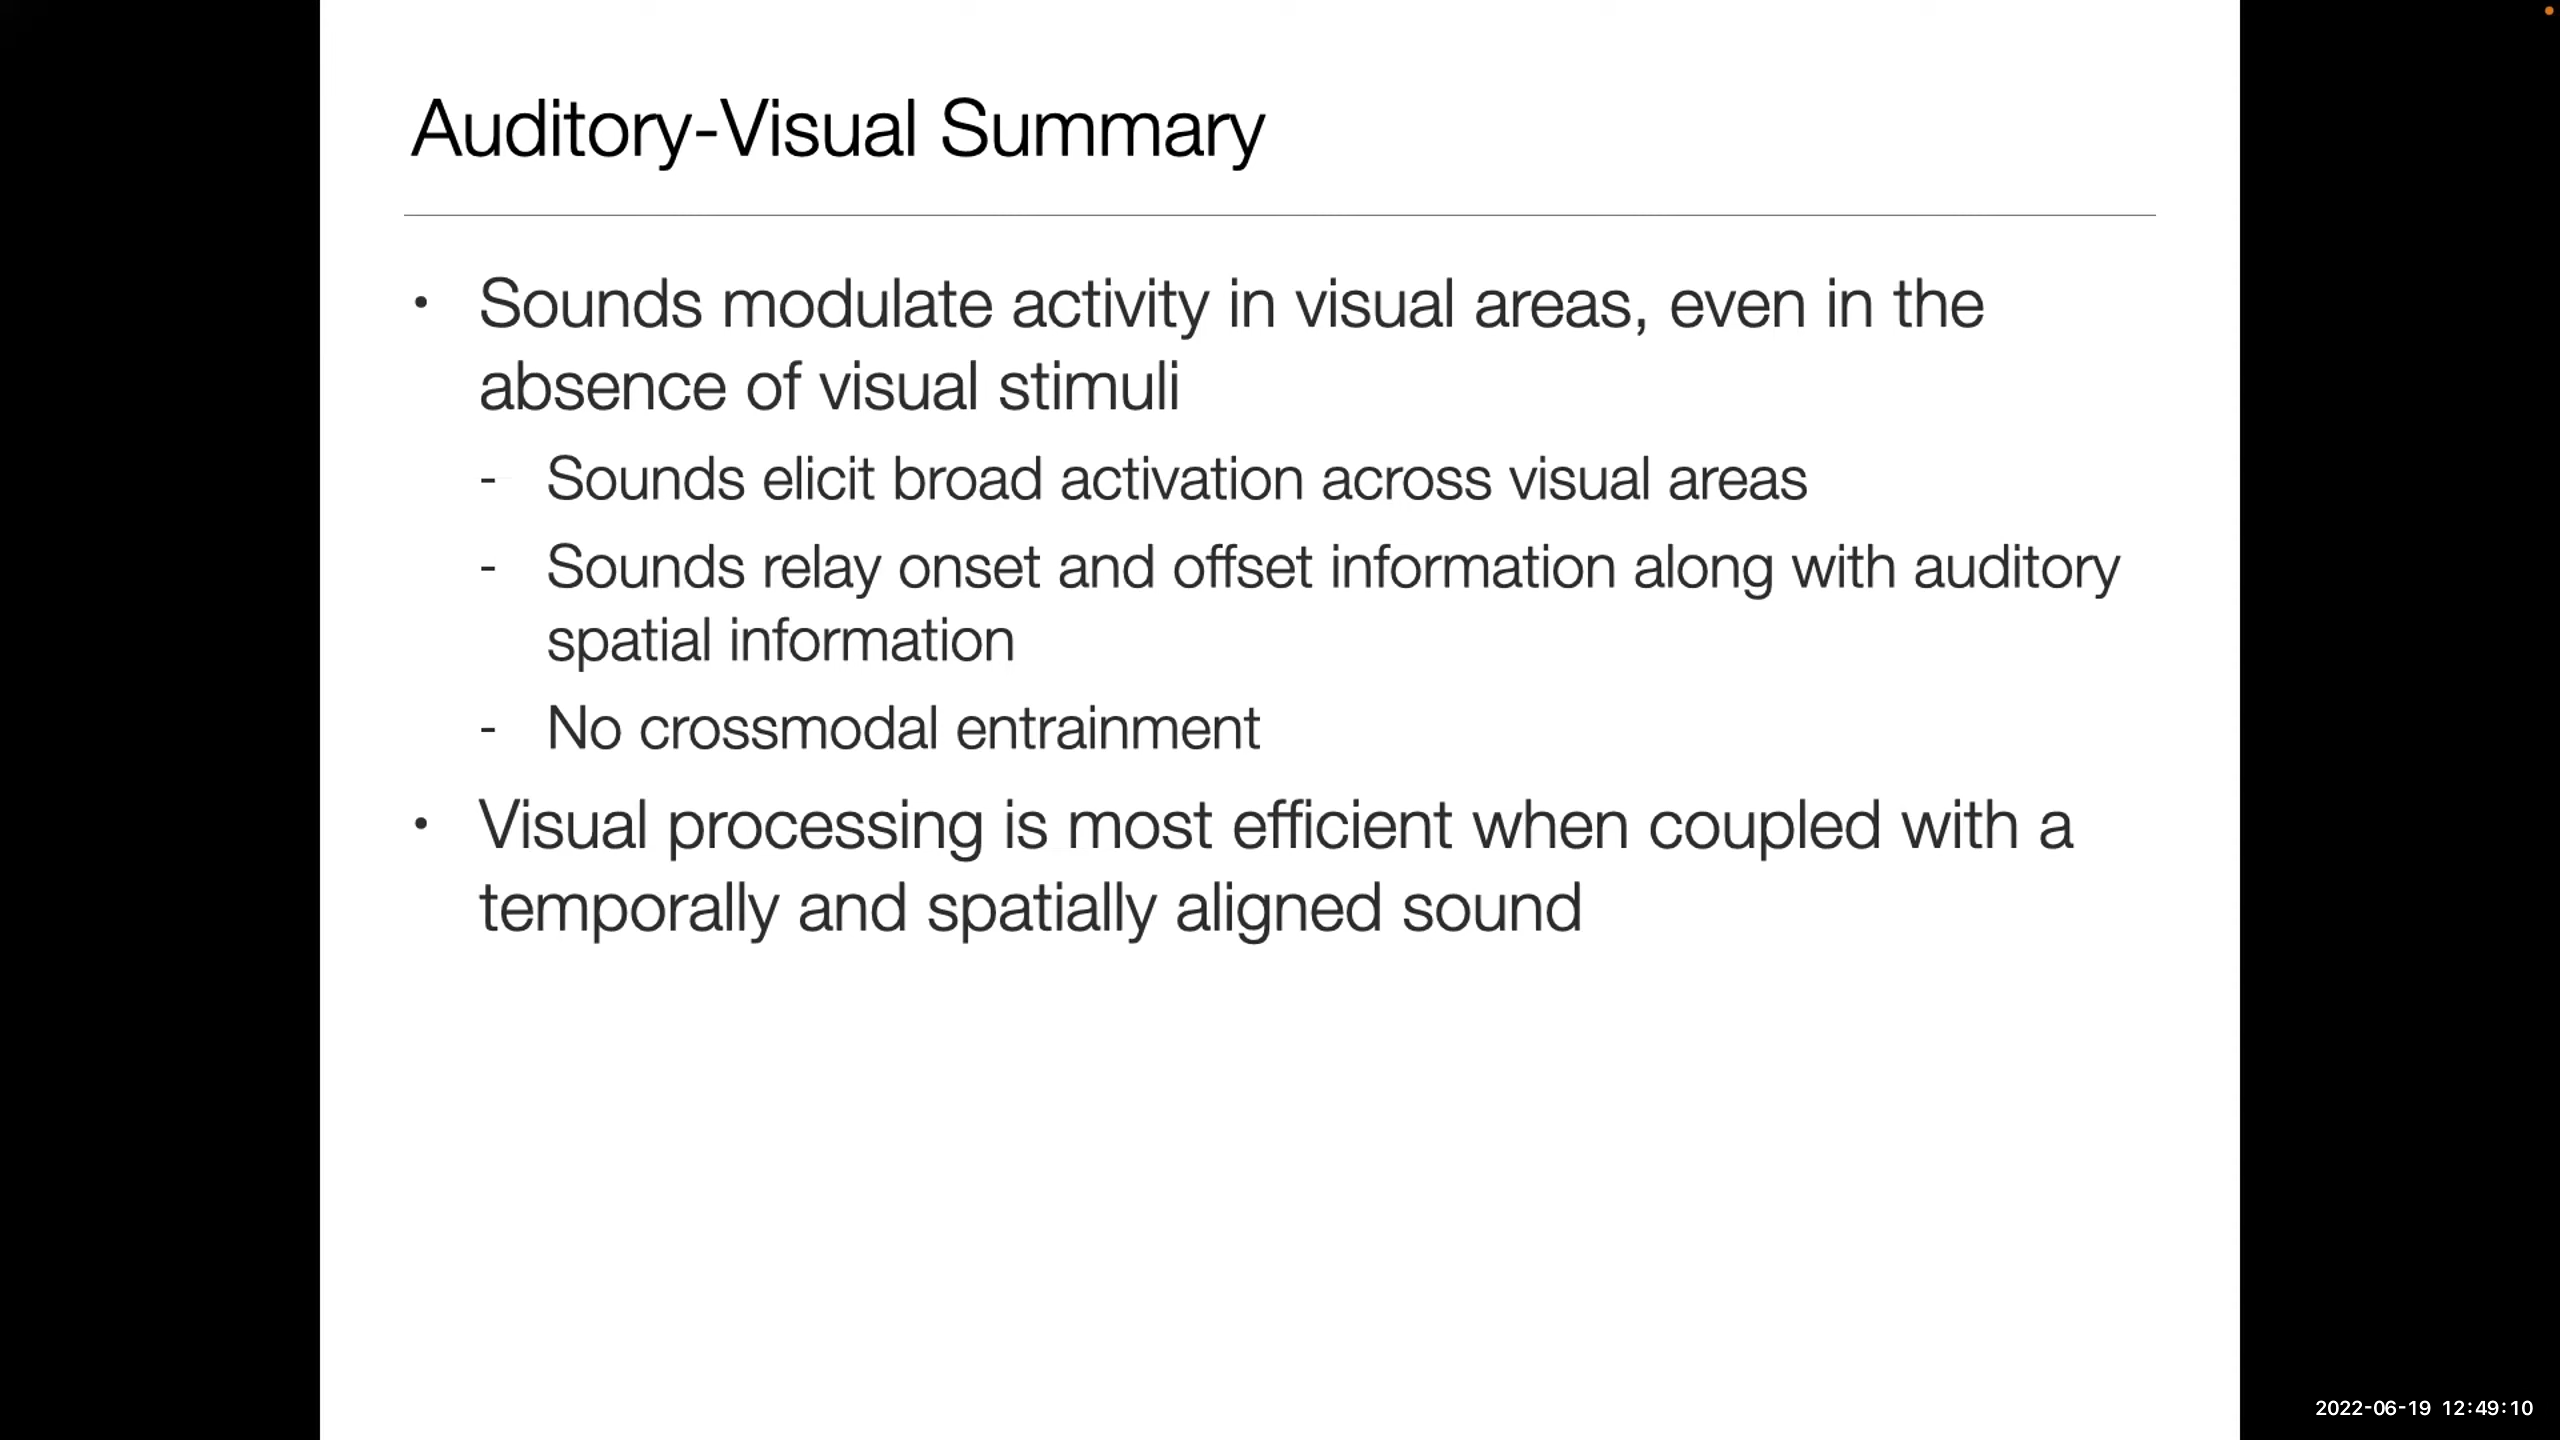 Auditory-Visual Summary
• Sounds modulate activity in visual areas, even in the
absence of visual stimuli
- Sounds elicit broad activation across visual areas
- Sounds relay onset and offset information along with auditory
spatial information
- No crossmodal entrainment
• Visual processing is most efficient when coupled with a
temporally and spatially aligned sound
2022-06-19 12:49:10